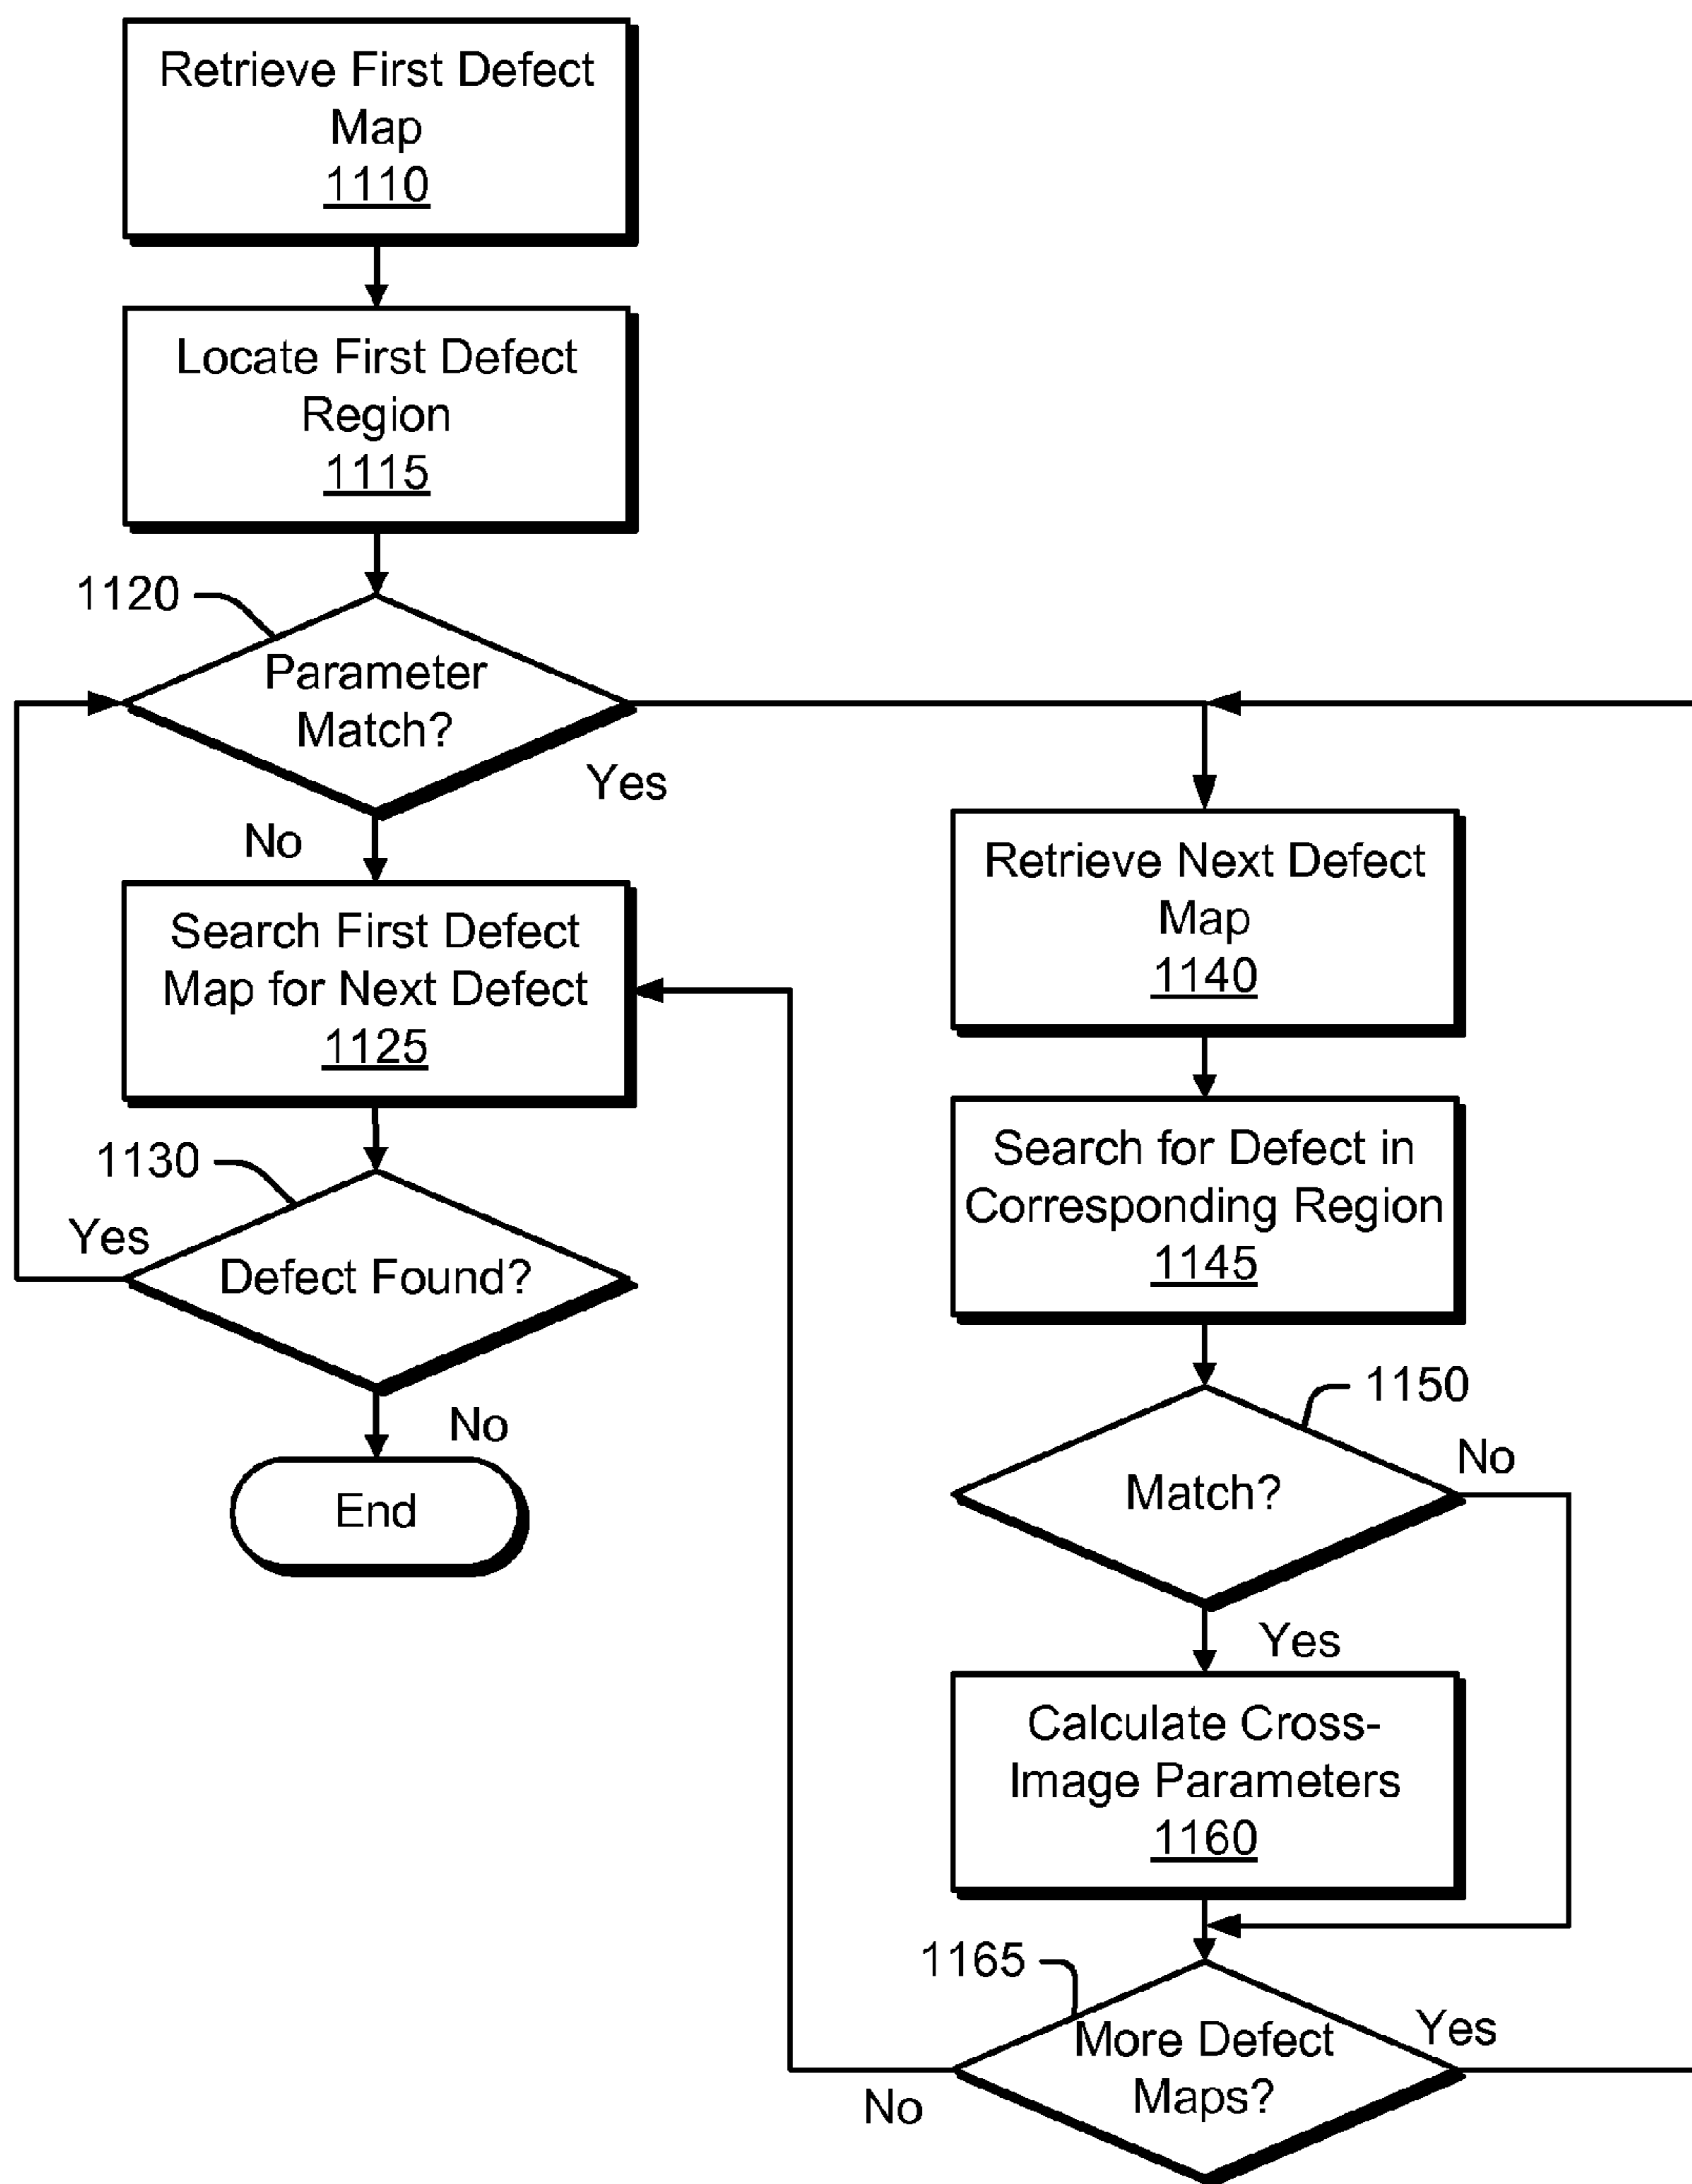 Retrieve First Defect
Map
1110
Locate First Defect
Region
1115
1120
Parameter
Match?
Yes
No
Search First Defect
Map for Next Defect
1125
1130
Yes
Defect Found?
No
End
Retrieve Next Defect
Map
1140
Search for Defect in
Corresponding Region
1145
1150
No
Match?
Yes
Calculate Cross-
Image Parameters
1160
1165
More Defect
Maps?
Yes
No